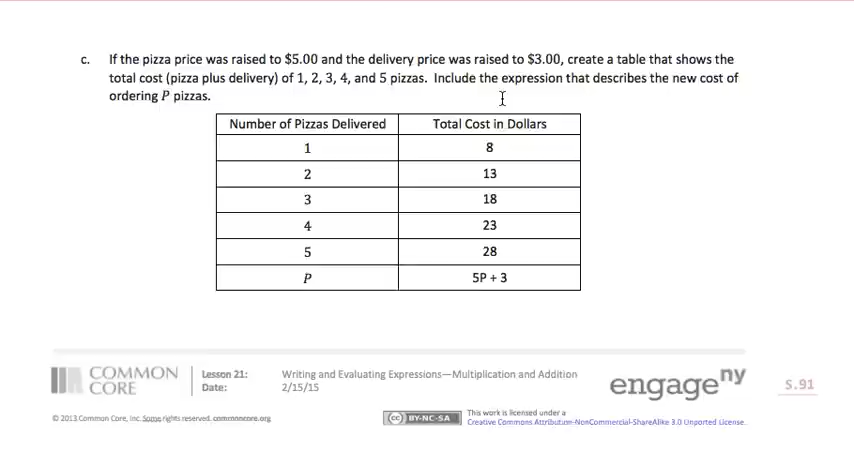 c. If the pizza price was raised to $5.00 and the delivery price was raised to $3.00, create a table that shows the
total cost (pizza plus delivery) of 1, 2, 3, 4, and 5 pizzas. Include the expression that describes the new cost of
ordering P pizzas.
Number of Pizzas Delivered Total Cost in Dollars
1 8
2 13
3 18
4 23
5 28
P 5P + 3
COMMON CORE
Lesson 21: Writing and Evaluating Expressions—Multiplication and Addition
Date: 2/15/15
engage ny
S.91
© 2013 Common Core, Inc. Some rights reserved. commoncore.org
cc BY-NC-SA
This work is licensed under a
Creative Commons Attribution-NonCommercial-ShareAlike 3.0 Unported License.